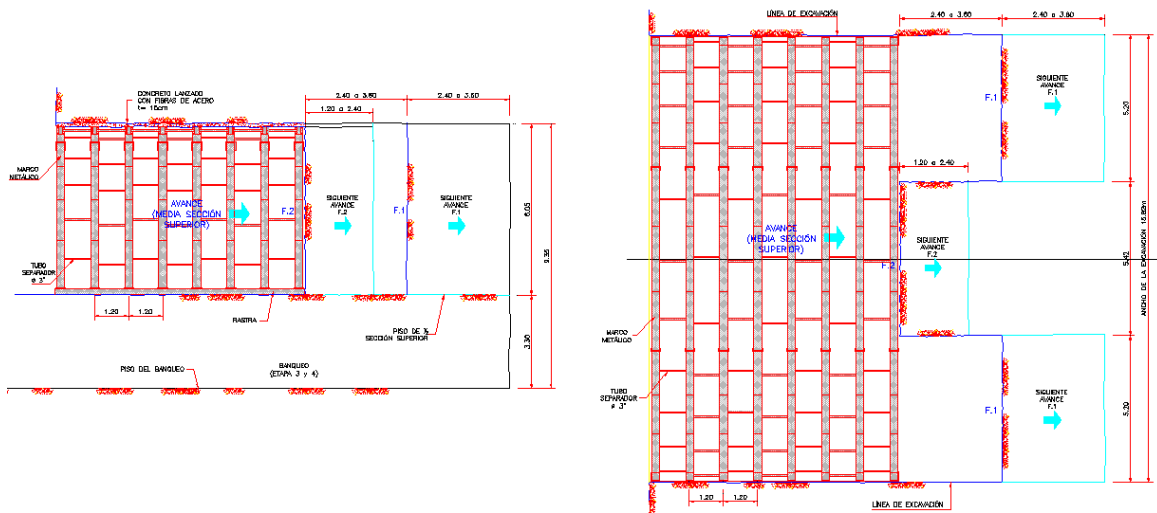 CONCRETO LANZADO
CON FIBRAS DE ACERO
t= 15cm
2.40 a 3.60
2.40 a 3.60
1.20 a 2.40
MARCO
METÁLICO
AVANCE
(MEDIA SECCIÓN
SUPERIOR)
F.2
SIGUIENTE
AVANCE
F.2
F.1
SIGUIENTE
AVANCE
F.1
6.05
9.35
TUBO
SEPARADOR
ø 3"
1.20
1.20
RASTRA
PISO DE ½
SECCIÓN SUPERIOR
3.30
PISO DEL BANQUEO
BANQUEO
(ETAPA 3 y 4)
LÍNEA DE EXCAVACIÓN
2.40 a 3.60
2.40 a 3.60
F.1
SIGUIENTE
AVANCE
F.1
5.20
1.20 a 2.40
AVANCE
(MEDIA SECCIÓN
SUPERIOR)
F.2
SIGUIENTE
AVANCE
F.2
5.42
ANCHO DE LA EXCAVACIÓN 15.82m
MARCO
METÁLICO
TUBO
SEPARADOR
ø 3"
F.1
SIGUIENTE
AVANCE
F.1
5.20
1.20
1.20
LÍNEA DE EXCAVACIÓN